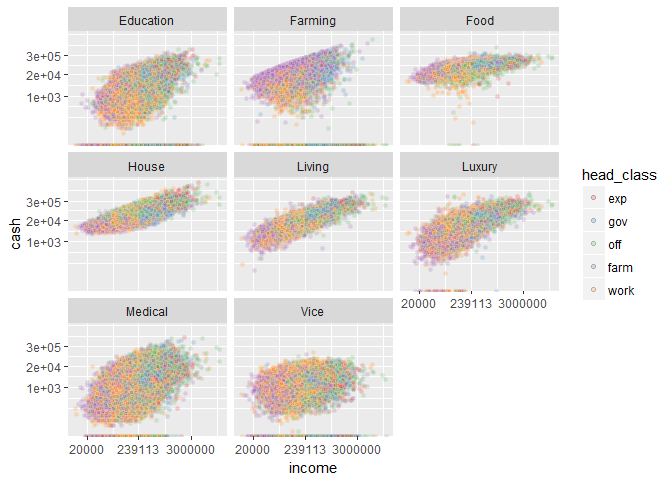 Education Farming Food
3e+05
2e+04
1e+03
House Living Luxury
3e+05
2e+04
1e+03
cash
head_class
exp
gov
off
farm
work
20000 239113 3000000
Medical Vice
3e+05
2e+04
1e+03
20000 239113 3000000 20000 239113 3000000
income